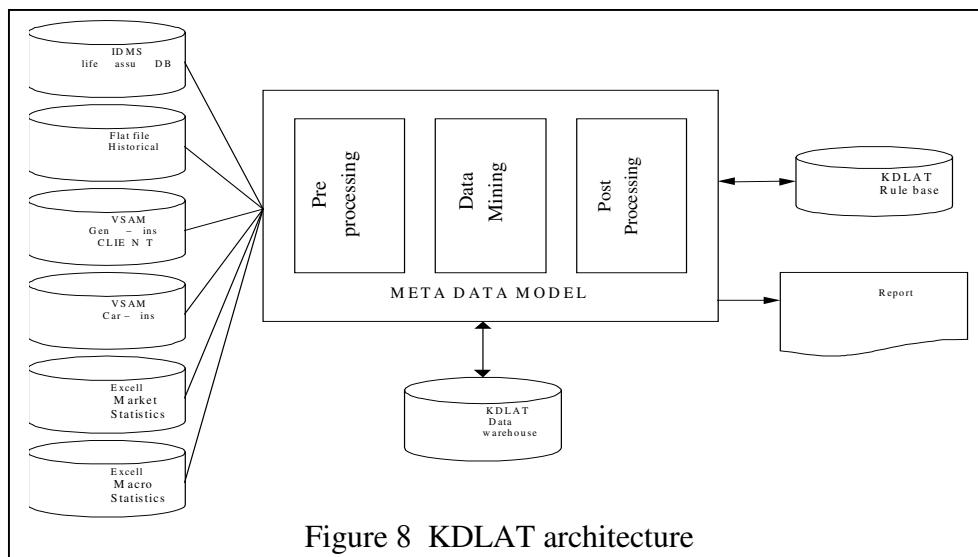 IDMS
life assu DB
Flat file
Historical
VSAM
Gen – ins
CLIENT
VSAM
Car – ins
Excell
Market
Statistics
Excell
Macro
Statistics
Pre
processing
Data
Mining
Post
Processing
META DATA MODEL
KDLAT
Rule base
Report
KDLAT
Data
warehouse
Figure 8 KDLAT architecture